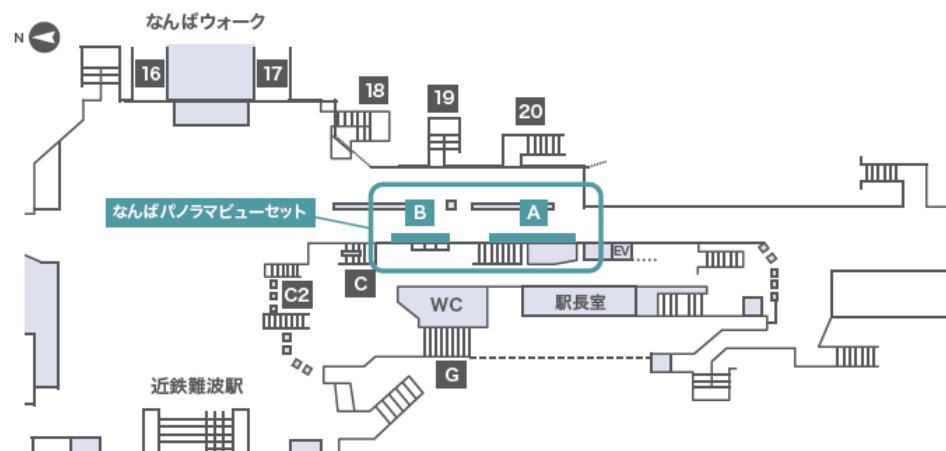 なんばウォーク
N
16
17
18
19
20
なんばパノラマビューセット
B
A
EV
C
C2
WC
駅長室
G
近鉄難波駅